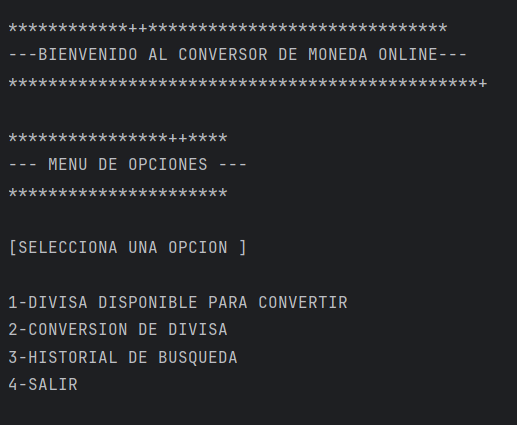 ************++******************************
---BIENVENIDO AL CONVERSOR DE MONEDA ONLINE---
***********************************************+
****************++****
--- MENU DE OPCIONES ---
**********************
[SELECCIONA UNA OPCION ]
1-DIVISA DISPONIBLE PARA CONVERTIR
2-CONVERSION DE DIVISA
3-HISTORIAL DE BUSQUEDA
4-SALIR